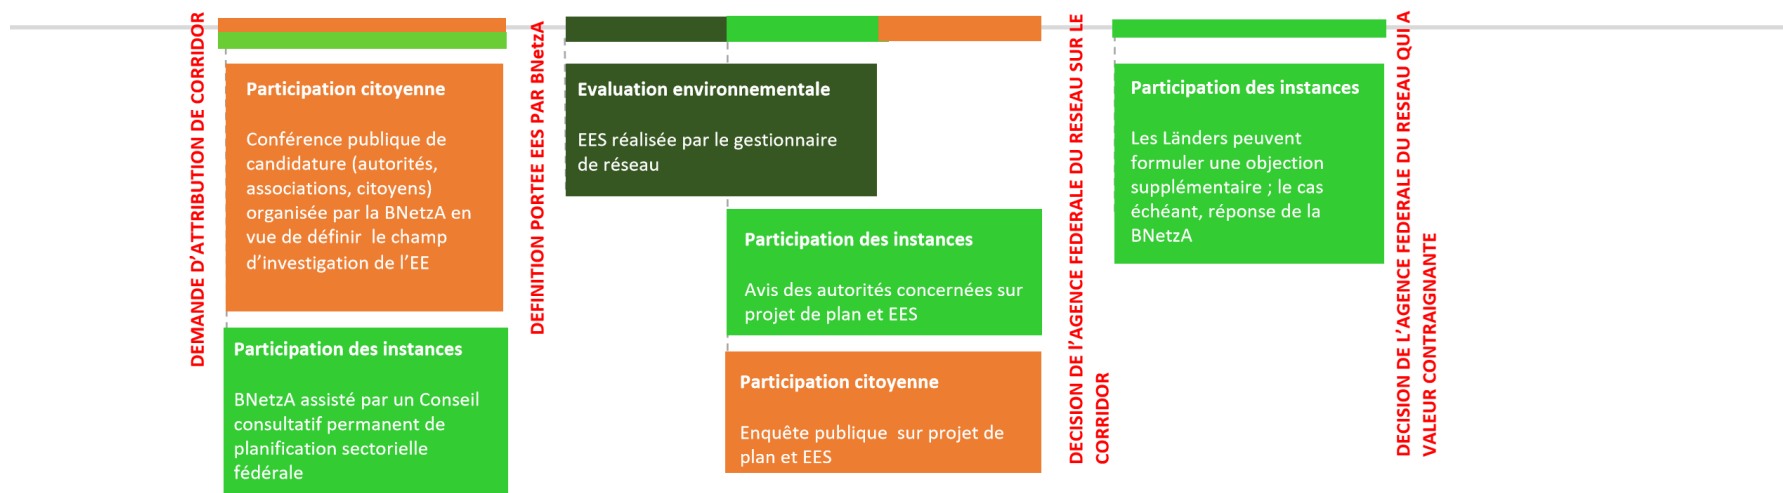 DEMANDE D'ATTRIBUTION DE CORRIDOR
Participation citoyenne
Conférence publique de
candidature (autorités,
associations, citoyens)
organisée par la BNetzA en
vue de définir  le champ
d'investigation de l'EE
Participation des instances
BNetzA assisté par un Conseil
consultatif permanent de
planification sectorielle
fédérale
DEFINITION PORTEE EES PAR BNetzA
Evaluation environnementale
EES réalisée par le gestionnaire
de réseau
Participation des instances
Avis des autorités concernées sur
projet de plan et EES
Participation citoyenne
Enquête publique  sur projet de
plan et EES
DECISION DE l'AGENCE FEDERALE DU RESEAU SUR LE
CORRIDOR
Participation des instances
Les Länders peuvent
formuler une objection
supplémentaire ; le cas
échéant, réponse de la
BNetzA
DECISION DE L'AGENCE FEDERALE DU RESEAU QUI A
VALEUR CONTRAIGNANTE